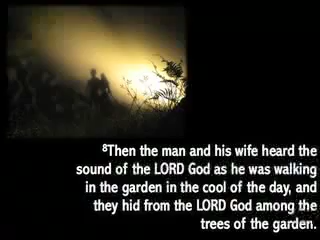 ⁸Then the man and his wife heard the
sound of the LORD God as he was walking
in the garden in the cool of the day, and
they hid from the LORD God among the
trees of the garden.